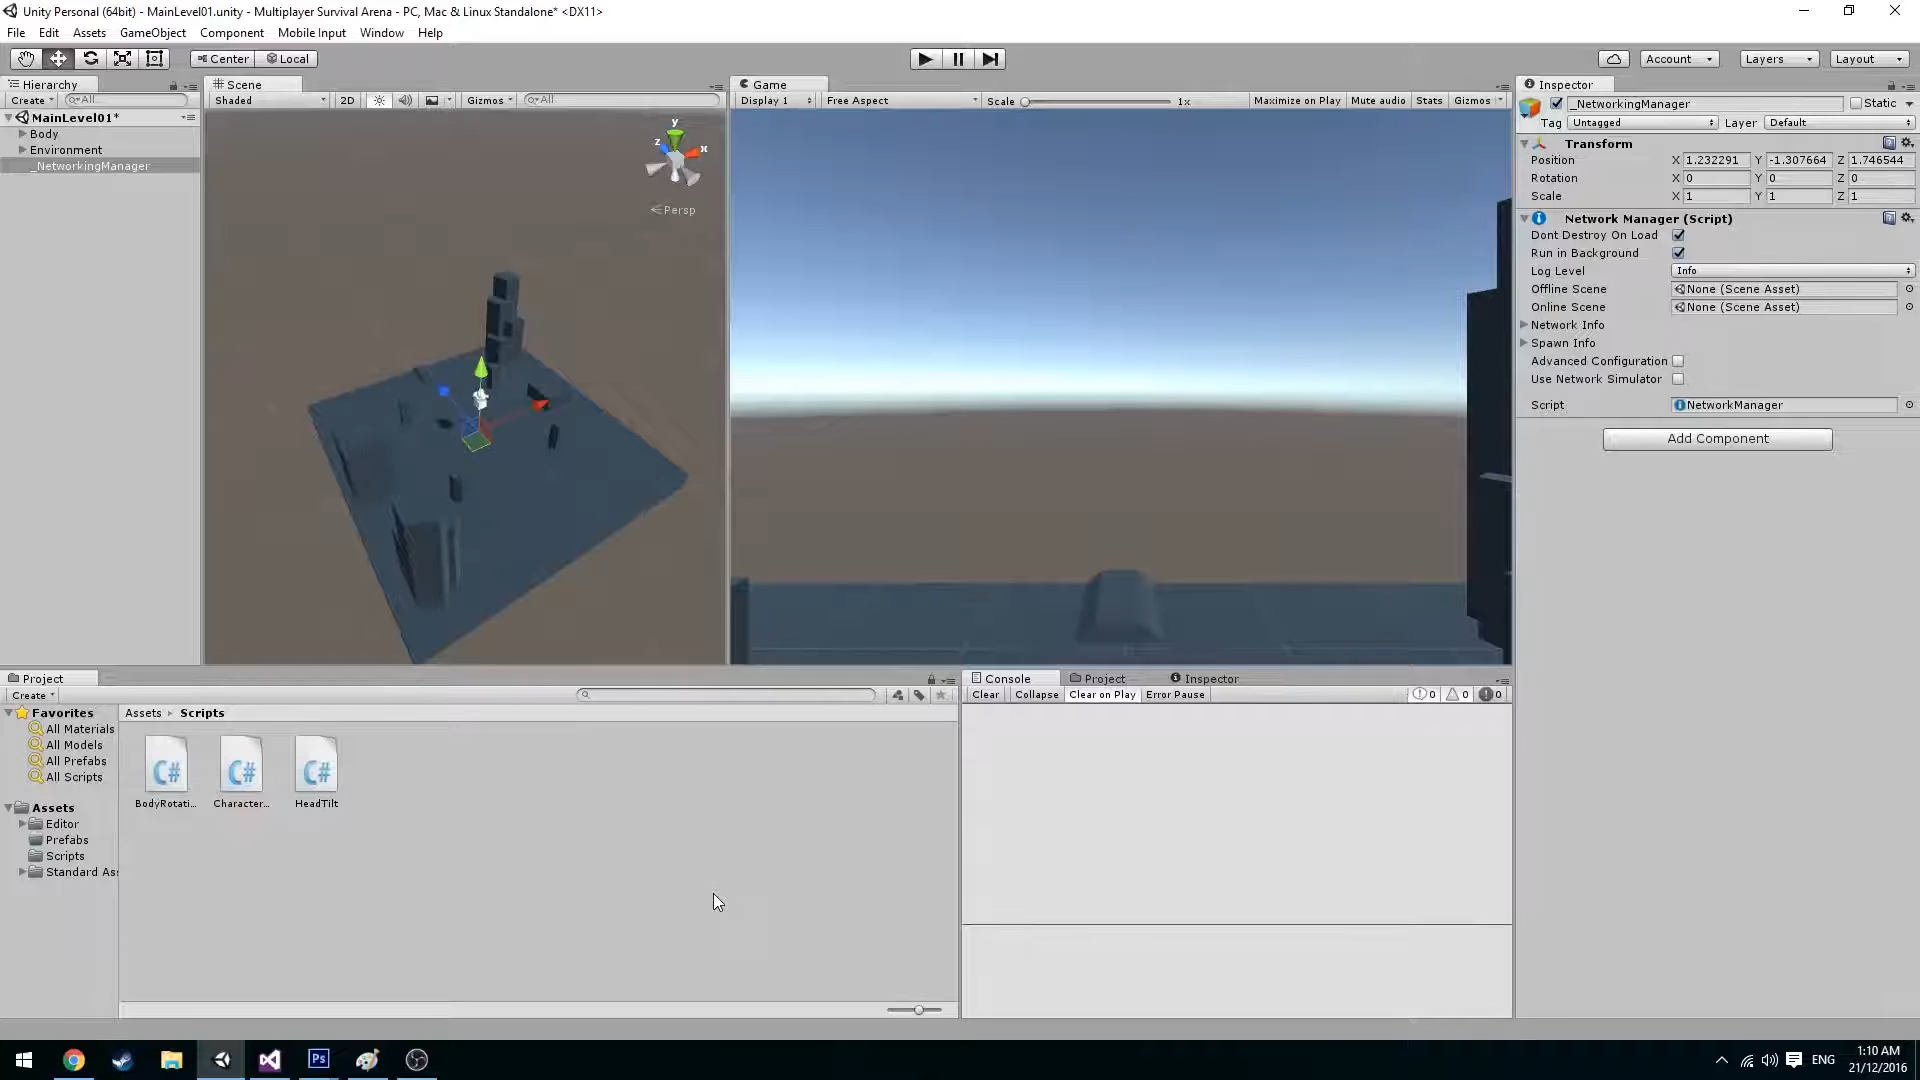 Unity Personal (64bit) - MainLevel01.unity - Multiplayer Survival Arena - PC, Mac & Linux Standalone* <DX11>
File Edit Assets GameObject Component Mobile Input Window Help
Center Local Account Layers Layout
Hierarchy
Create All
MainLevel01*
Body
Environment
_NetworkingManager
Scene
Shaded 2D Gizmos All
y
z
x
Persp
Game
Display 1 Free Aspect Scale 1x Maximize on Play Mute audio Stats Gizmos
Inspector
_NetworkingManager Static
Tag Untagged Layer Default
Transform
Position X 1.232291 Y -1.307664 Z 1.746544
Rotation X 0 Y 0 Z 0
Scale X 1 Y 1 Z 1
Network Manager (Script)
Dont Destroy On Load
Run in Background
Log Level Info
Offline Scene None (Scene Asset)
Online Scene None (Scene Asset)
Network Info
Spawn Info
Advanced Configuration
Use Network Simulator
Script NetworkManager
Add Component
Project
Create
Favorites
All Materials
All Models
All Prefabs
All Scripts
Assets
Editor
Prefabs
Scripts
Standard Ass
Assets Scripts
C# C# C#
BodyRotati... Character... HeadTilt
Console Project Inspector
Clear Collapse Clear on Play Error Pause 0 0 0
Ps
ENG
1:10 AM
21/12/2016